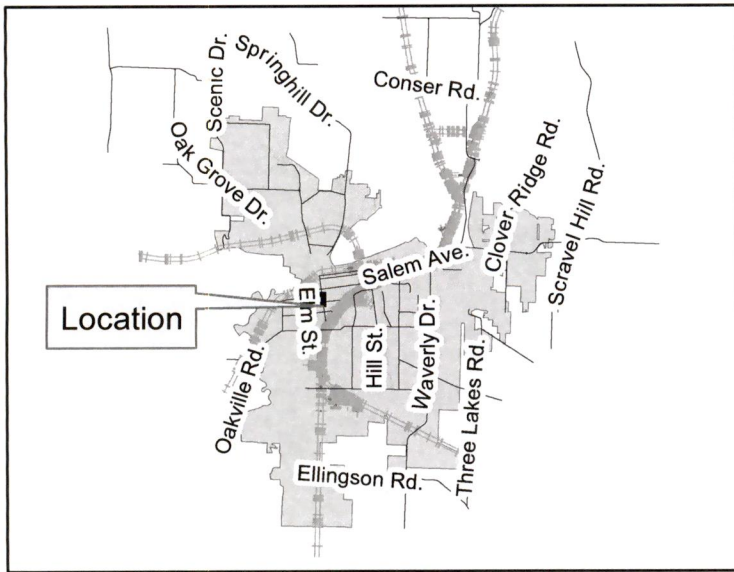 Scenic Dr.
Springhill Dr.
Oak Grove Dr.
Conser Rd.
Clover Ridge Rd.
Scravel Hill Rd.
Salem Ave.
Location
Elm St.
Hill St.
Waverly Dr.
Oakville Rd.
Three Lakes Rd.
Ellingson Rd.